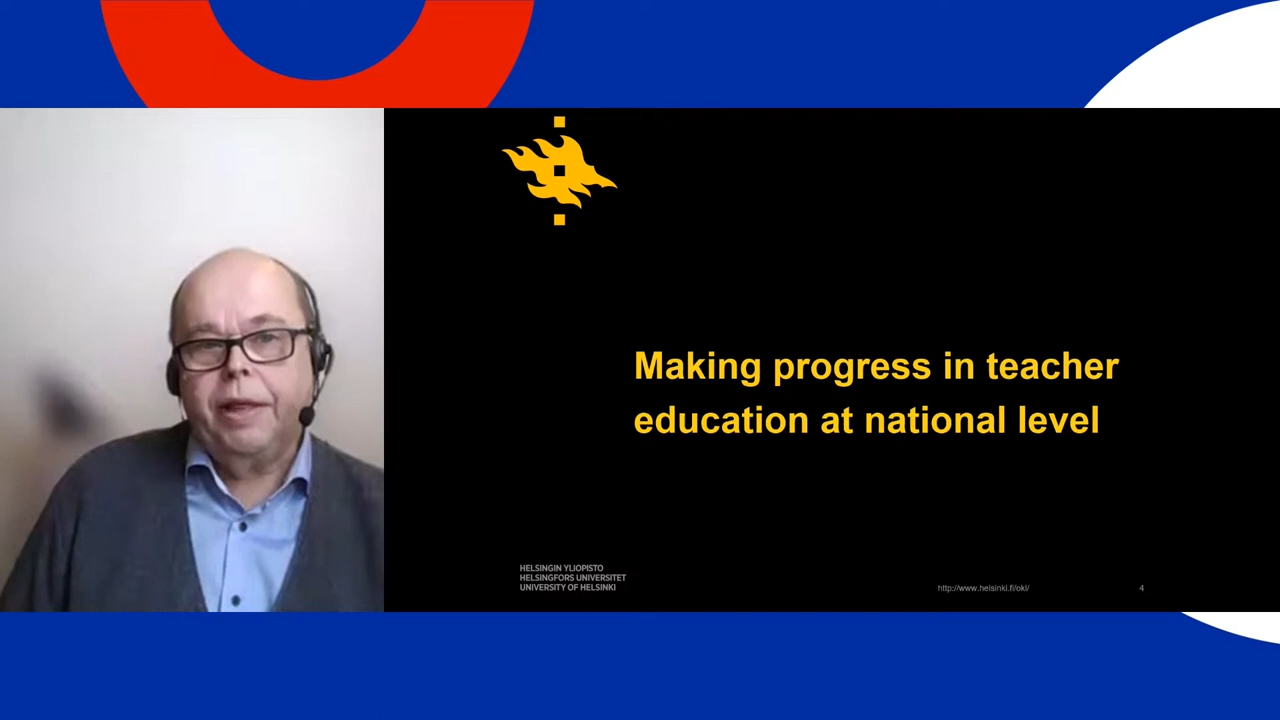 Making progress in teacher
education at national level
HELSINGIN YLIOPISTO
HELSINGFORS UNIVERSITET
UNIVERSITY OF HELSINKI
http://www.helsinki.fi/okl/
4